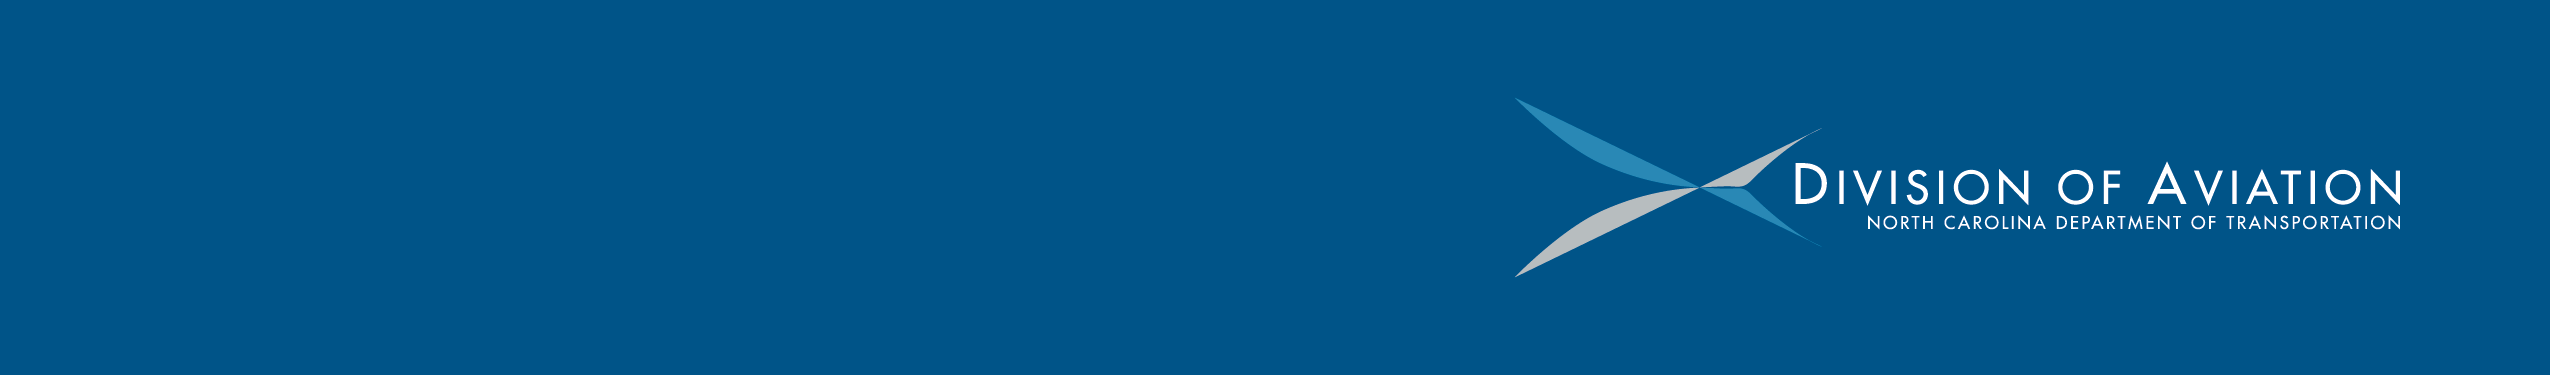 DIVISION OF AVIATION
NORTH CAROLINA DEPARTMENT OF TRANSPORTATION